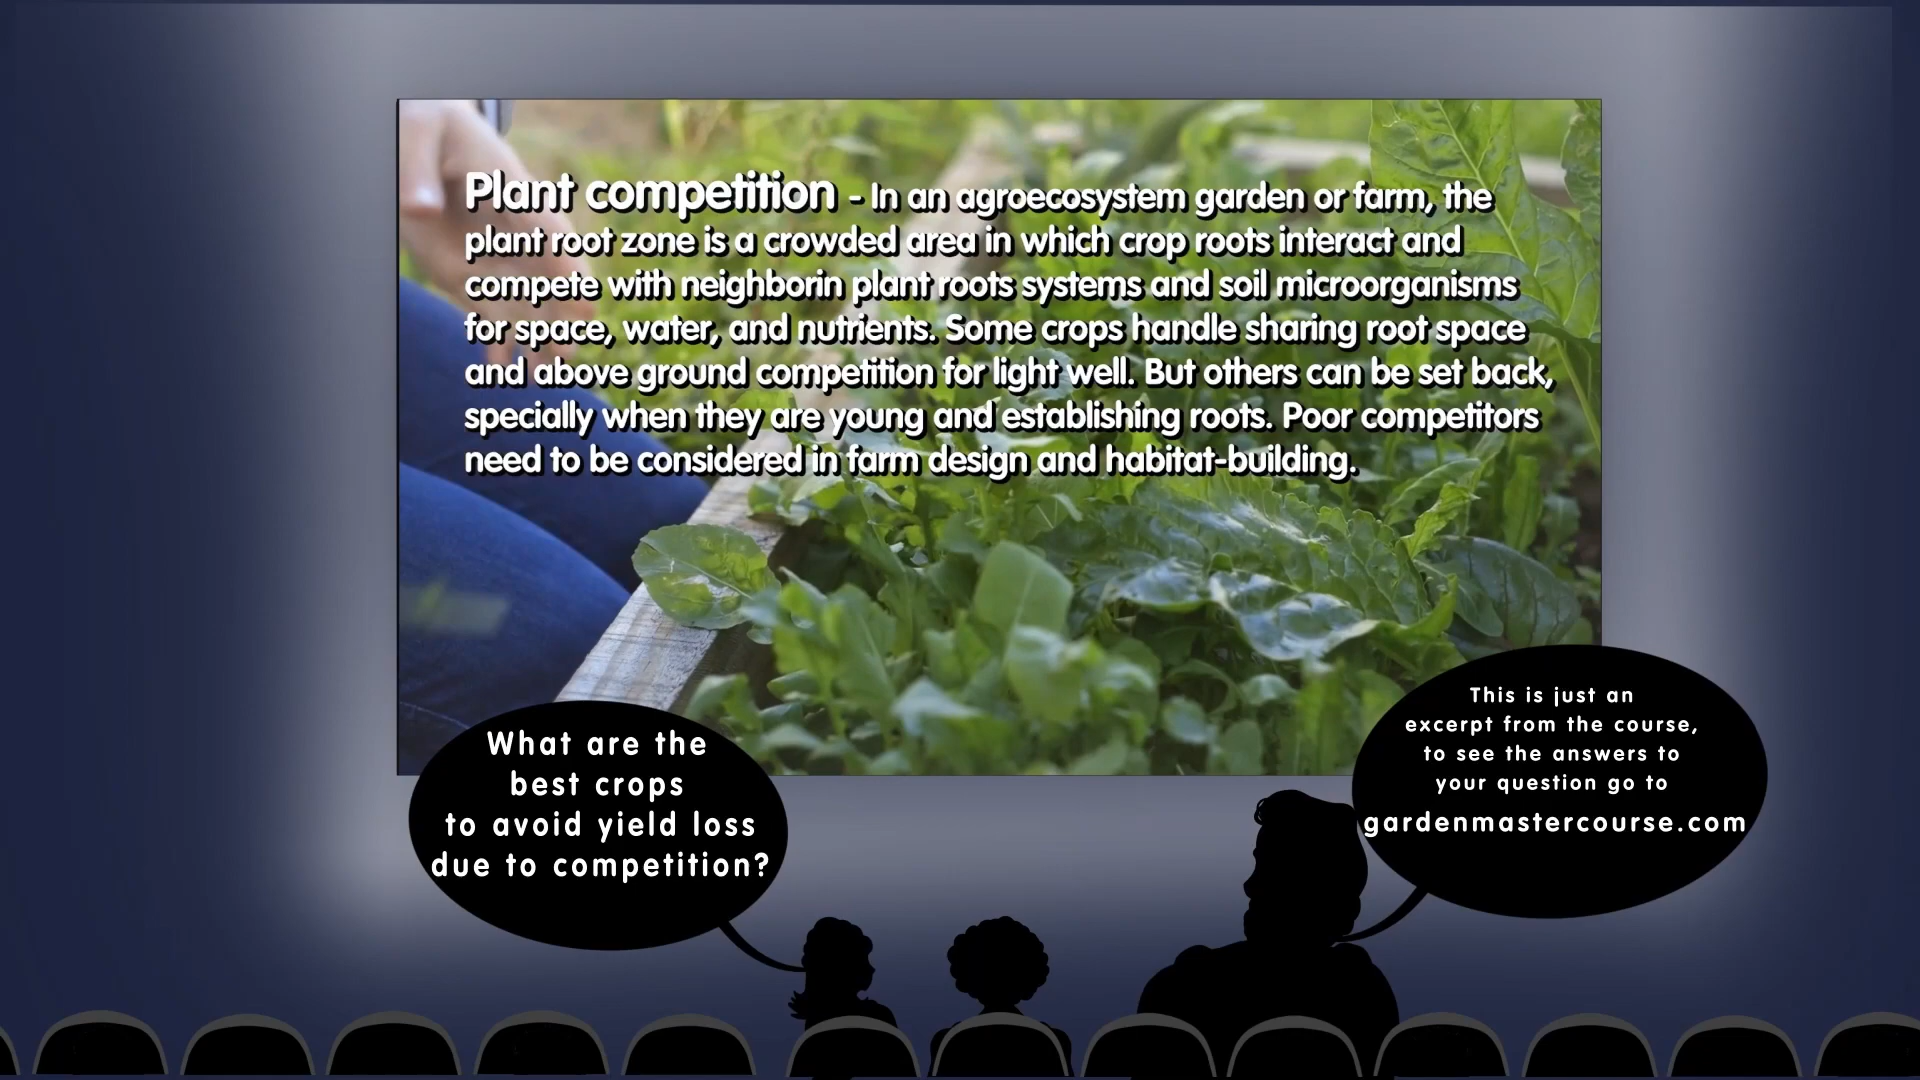 Plant competition - In an agroecosystem garden or farm, the
plant root zone is a crowded area in which crop roots interact and
compete with neighborin plant roots systems and soil microorganisms
for space, water, and nutrients. Some crops handle sharing root space
and above ground competition for light well. But others can be set back,
specially when they are young and establishing roots. Poor competitors
need to be considered in farm design and habitat-building.
What are the
best crops
to avoid yield loss
due to competition?
This is just an
excerpt from the course,
to see the answers to
your question go to
gardenmastercourse.com